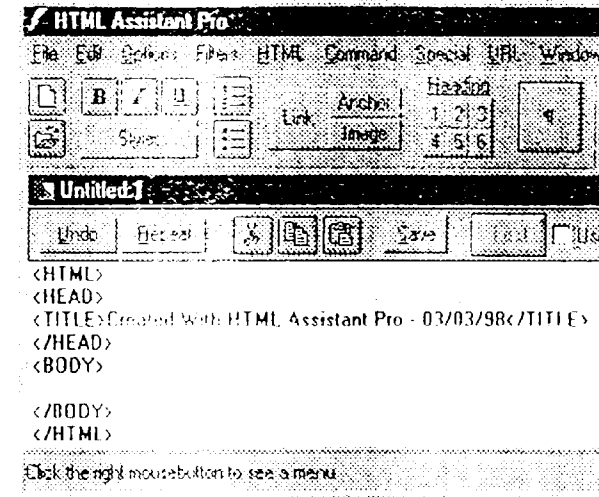 HTML Assistant Pro
File Edit Options Filters HTML Command Special URL Window
B I U
Link
Anchor
Image
Heading
1 2 3
4 5 6
¶
Untitled:1
Undo Repeat Save
<HTML>
<HEAD>
<TITLE>Created with HTML Assistant Pro - 03/03/98</TITLE>
</HEAD>
<BODY>
</BODY>
</HTML>
Click the right mousebutton to see a menu